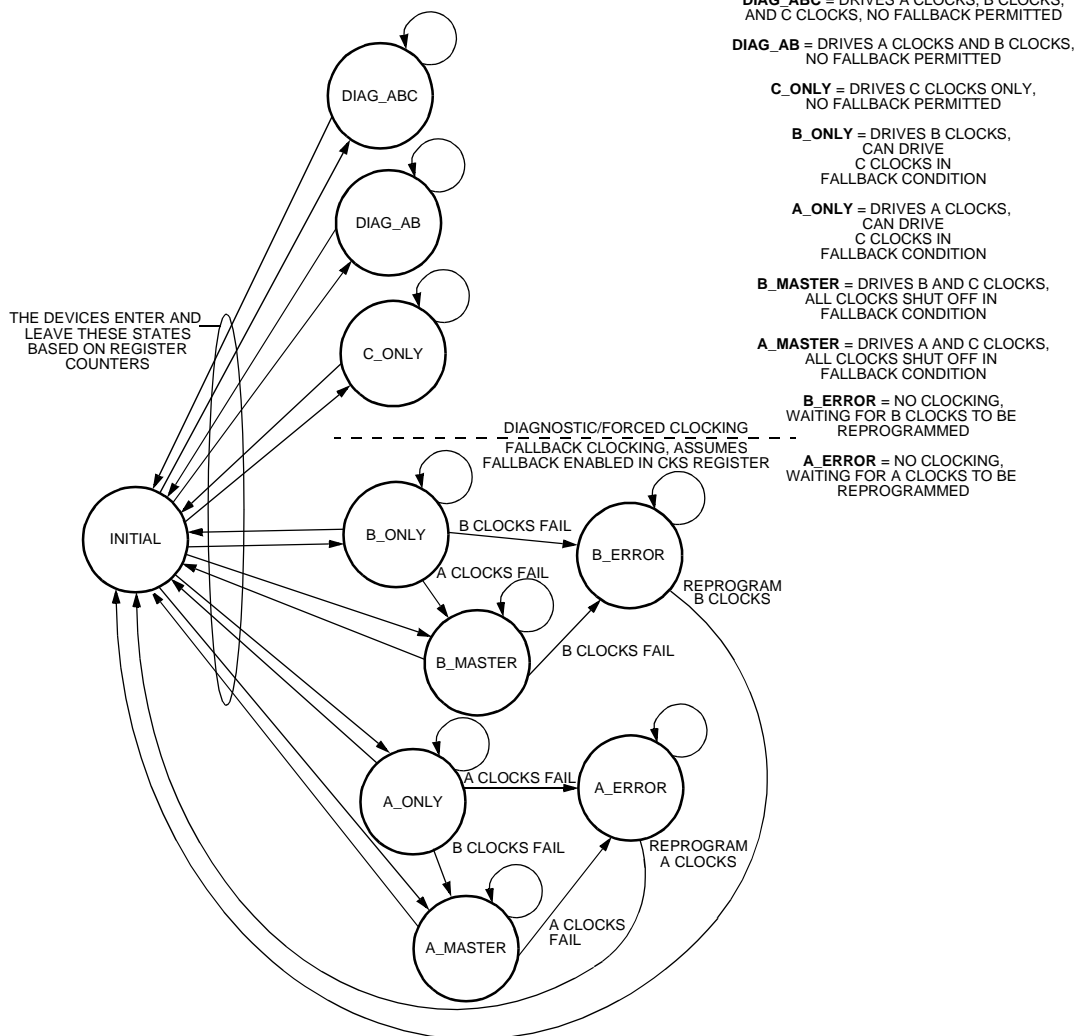 DIAG_ABC = DRIVES A CLOCKS, B CLOCKS,
AND C CLOCKS, NO FALLBACK PERMITTED
DIAG_AB = DRIVES A CLOCKS AND B CLOCKS,
NO FALLBACK PERMITTED
C_ONLY = DRIVES C CLOCKS ONLY,
NO FALLBACK PERMITTED
B_ONLY = DRIVES B CLOCKS,
CAN DRIVE
C CLOCKS IN
FALLBACK CONDITION
A_ONLY = DRIVES A CLOCKS,
CAN DRIVE
C CLOCKS IN
FALLBACK CONDITION
B_MASTER = DRIVES B AND C CLOCKS,
ALL CLOCKS SHUT OFF IN
FALLBACK CONDITION
A_MASTER = DRIVES A AND C CLOCKS,
ALL CLOCKS SHUT OFF IN
FALLBACK CONDITION
B_ERROR = NO CLOCKING,
WAITING FOR B CLOCKS TO BE
REPROGRAMMED
A_ERROR = NO CLOCKING,
WAITING FOR A CLOCKS TO BE
REPROGRAMMED
DIAG_ABC
DIAG_AB
C_ONLY
THE DEVICES ENTER AND
LEAVE THESE STATES
BASED ON REGISTER
COUNTERS
DIAGNOSTIC/FORCED CLOCKING
FALLBACK CLOCKING, ASSUMES
FALLBACK ENABLED IN CKS REGISTER
INITIAL
B_ONLY
B CLOCKS FAIL
B_ERROR
A CLOCKS FAIL
REPROGRAM
B CLOCKS
B_MASTER
B CLOCKS FAIL
A_ONLY
A CLOCKS FAIL
A_ERROR
B CLOCKS FAIL
REPROGRAM
A CLOCKS
A_MASTER
A CLOCKS
FAIL